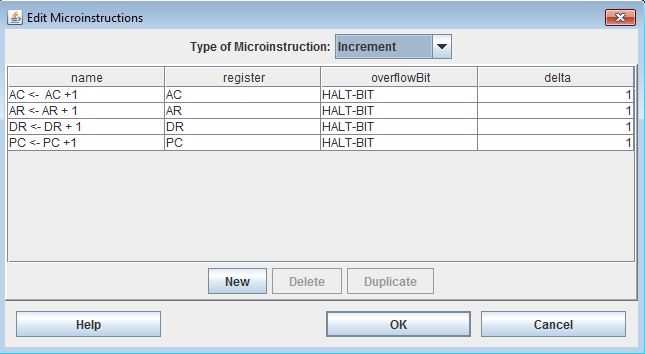 Edit Microinstructions
Type of Microinstruction: Increment
name register overflowBit delta
AC <- AC +1 AC HALT-BIT 1
AR <- AR + 1 AR HALT-BIT 1
DR <- DR + 1 DR HALT-BIT 1
PC <- PC +1 PC HALT-BIT 1
New Delete Duplicate
Help OK Cancel